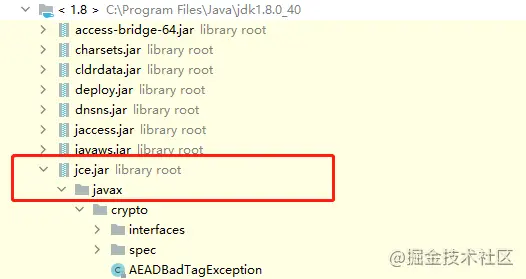 < 1.8 > C:\Program Files\Java\jdk1.8.0_40
access-bridge-64.jar library root
charsets.jar library root
cldrdata.jar library root
deploy.jar library root
dnsns.jar library root
jaccess.jar library root
javaws.jar library root
jce.jar library root
javax
crypto
interfaces
spec
AEADBadTagException
@掘金技术社区